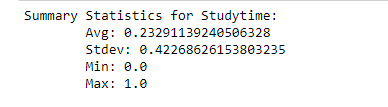 Summary Statistics for Studytime:
Avg: 0.23291139240506328
Stdev: 0.42268626153803235
Min: 0.0
Max: 1.0